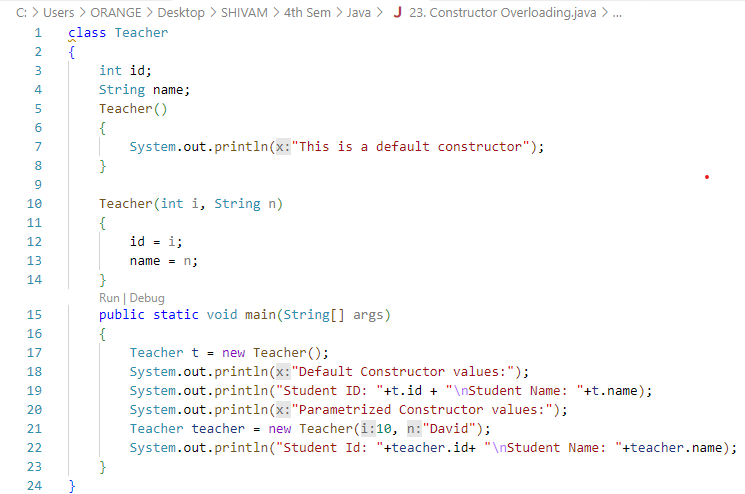 C: > Users > ORANGE > Desktop > SHIVAM > 4th Sem > Java > J 23. Constructor Overloading.java > ...
1 class Teacher
2 {
3 int id;
4 String name;
5 Teacher()
6 {
7 System.out.println(x:"This is a default constructor");
8 }
9
10 Teacher(int i, String n)
11 {
12 id = i;
13 name = n;
14 }
Run | Debug
15 public static void main(String[] args)
16 {
17 Teacher t = new Teacher();
18 System.out.println(x:"Default Constructor values:");
19 System.out.println("Student ID: "+t.id + "\nStudent Name: "+t.name);
20 System.out.println(x:"Parametrized Constructor values:");
21 Teacher teacher = new Teacher(i:10, n:"David");
22 System.out.println("Student Id: "+teacher.id+ "\nStudent Name: "+teacher.name);
23 }
24 }